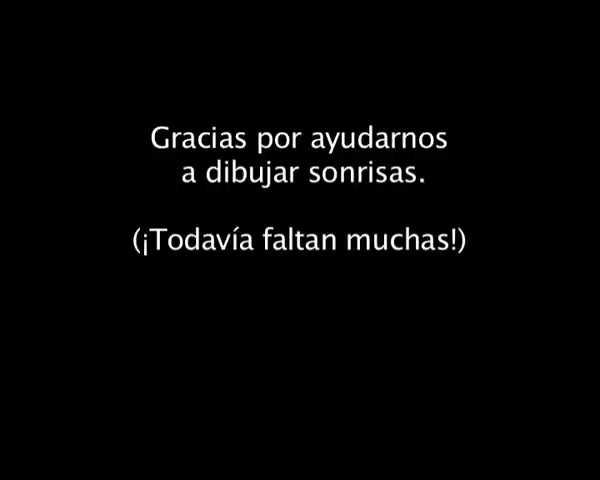 Gracias por ayudarnos
a dibujar sonrisas.
(¡Todavía faltan muchas!)